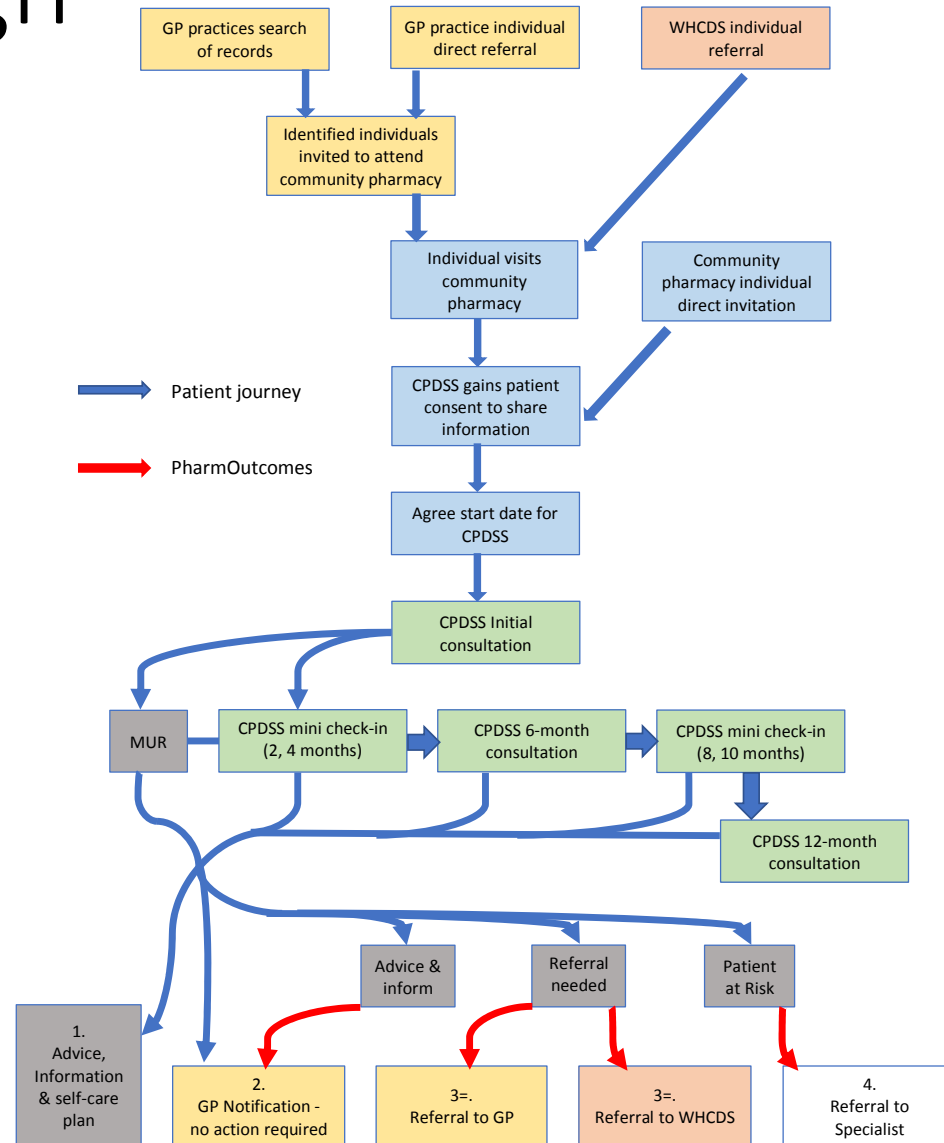 GP practices search
of records
GP practice individual
direct referral
WHCDS individual
referral
Identified individuals
invited to attend
community pharmacy
Individual visits
community
pharmacy
Community
pharmacy individual
direct invitation
Patient journey
CPDSS gains patient
consent to share
information
PharmOutcomes
Agree start date for
CPDSS
CPDSS Initial
consultation
MUR
CPDSS mini check-in
(2, 4 months)
CPDSS 6-month
consultation
CPDSS mini check-in
(8, 10 months)
CPDSS 12-month
consultation
Advice &
inform
Referral
needed
Patient
at Risk
1.
Advice,
Information
& self-care
plan
2.
GP Notification -
no action required
3=.
Referral to GP
3=.
Referral to WHCDS
4.
Referral to
Specialist